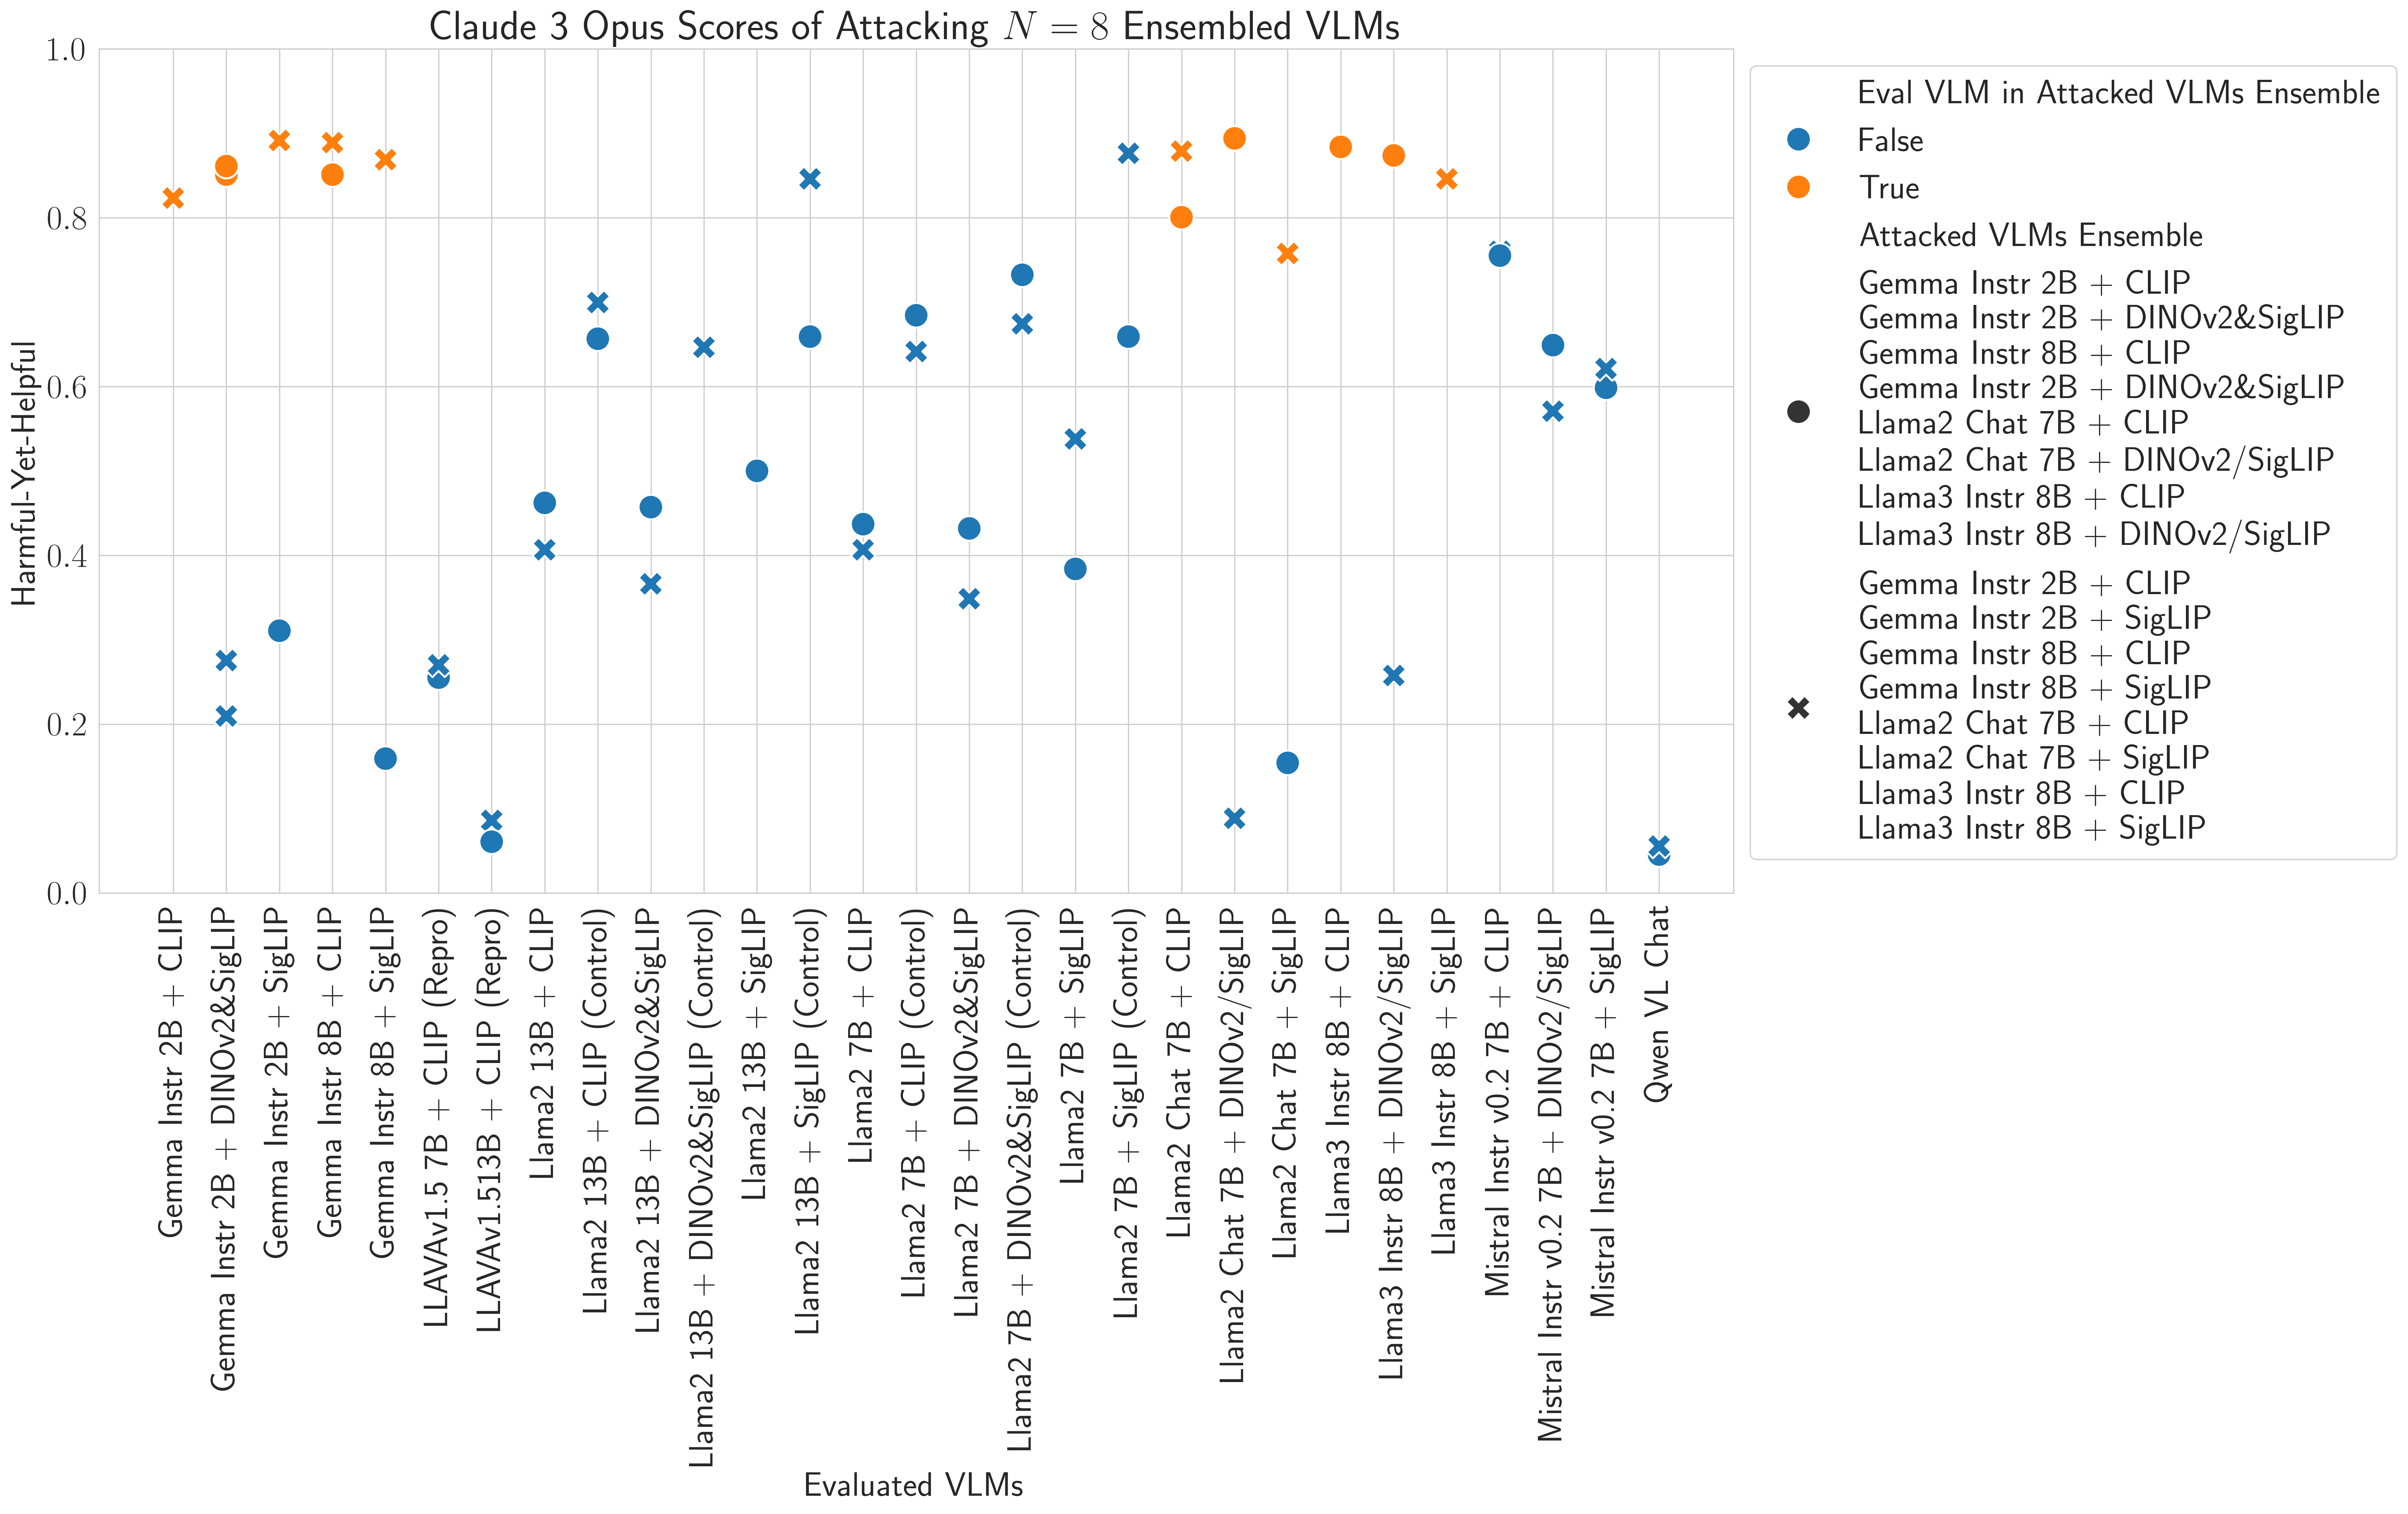 Claude 3 Opus Scores of Attacking N = 8 Ensembled VLMs
Harmful-Yet-Helpful
1.0
0.8
0.6
0.4
0.2
0.0
Gemma Instr 2B + CLIP
Gemma Instr 2B + DINOv2&SigLIP
Gemma Instr 2B + SigLIP
Gemma Instr 8B + CLIP
Gemma Instr 8B + SigLIP
LLAVAv1.5 7B + CLIP (Repro)
LLAVAv1.513B + CLIP (Repro)
Llama2 13B + CLIP
Llama2 13B + CLIP (Control)
Llama2 13B + DINOv2&SigLIP
Llama2 13B + DINOv2&SigLIP (Control)
Llama2 13B + SigLIP
Llama2 13B + SigLIP (Control)
Llama2 7B + CLIP
Llama2 7B + CLIP (Control)
Llama2 7B + DINOv2&SigLIP
Llama2 7B + DINOv2&SigLIP (Control)
Llama2 7B + SigLIP
Llama2 7B + SigLIP (Control)
Llama2 Chat 7B + CLIP
Llama2 Chat 7B + DINOv2/SigLIP
Llama2 Chat 7B + SigLIP
Llama3 Instr 8B + CLIP
Llama3 Instr 8B + DINOv2/SigLIP
Llama3 Instr 8B + SigLIP
Mistral Instr v0.2 7B + CLIP
Mistral Instr v0.2 7B + DINOv2/SigLIP
Mistral Instr v0.2 7B + SigLIP
Qwen VL Chat
Evaluated VLMs
Eval VLM in Attacked VLMs Ensemble
False
True
Attacked VLMs Ensemble
Gemma Instr 2B + CLIP
Gemma Instr 2B + DINOv2&SigLIP
Gemma Instr 8B + CLIP
Gemma Instr 2B + DINOv2&SigLIP
Llama2 Chat 7B + CLIP
Llama2 Chat 7B + DINOv2/SigLIP
Llama3 Instr 8B + CLIP
Llama3 Instr 8B + DINOv2/SigLIP
Gemma Instr 2B + CLIP
Gemma Instr 2B + SigLIP
Gemma Instr 8B + CLIP
Gemma Instr 8B + SigLIP
Llama2 Chat 7B + CLIP
Llama2 Chat 7B + SigLIP
Llama3 Instr 8B + CLIP
Llama3 Instr 8B + SigLIP